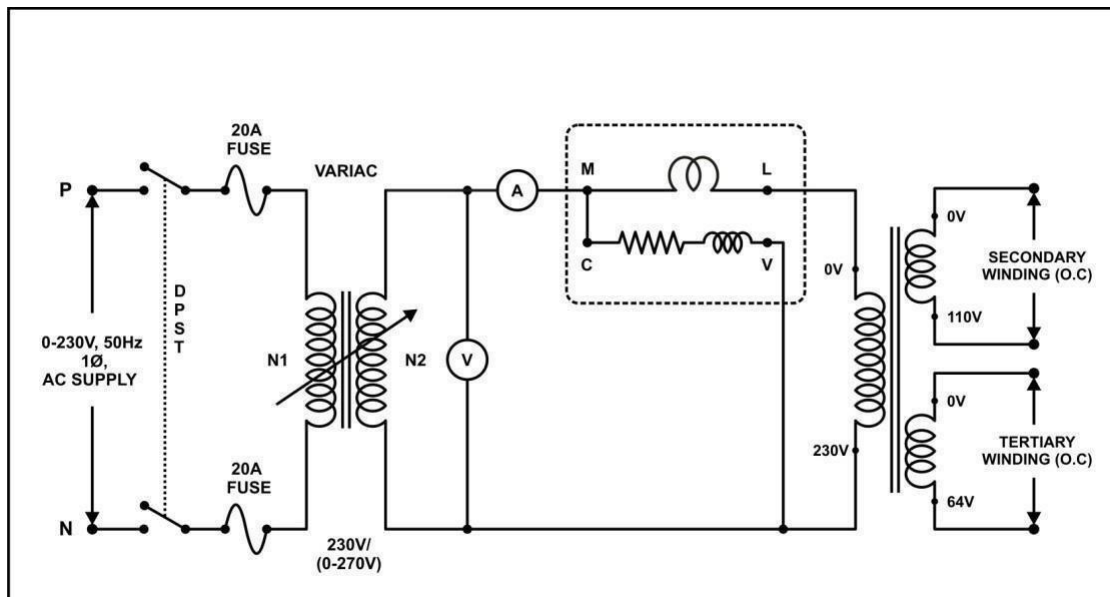 20A
FUSE
VARIAC
M
L
P
A
0V
C
V
0V
SECONDARY
WINDING (O.C)
DPST
110V
0-230V, 50Hz
1Ø,
AC SUPPLY
N1
N2
V
0V
230V
TERTIARY
WINDING (O.C)
20A
FUSE
64V
N
230V/
(0-270V)